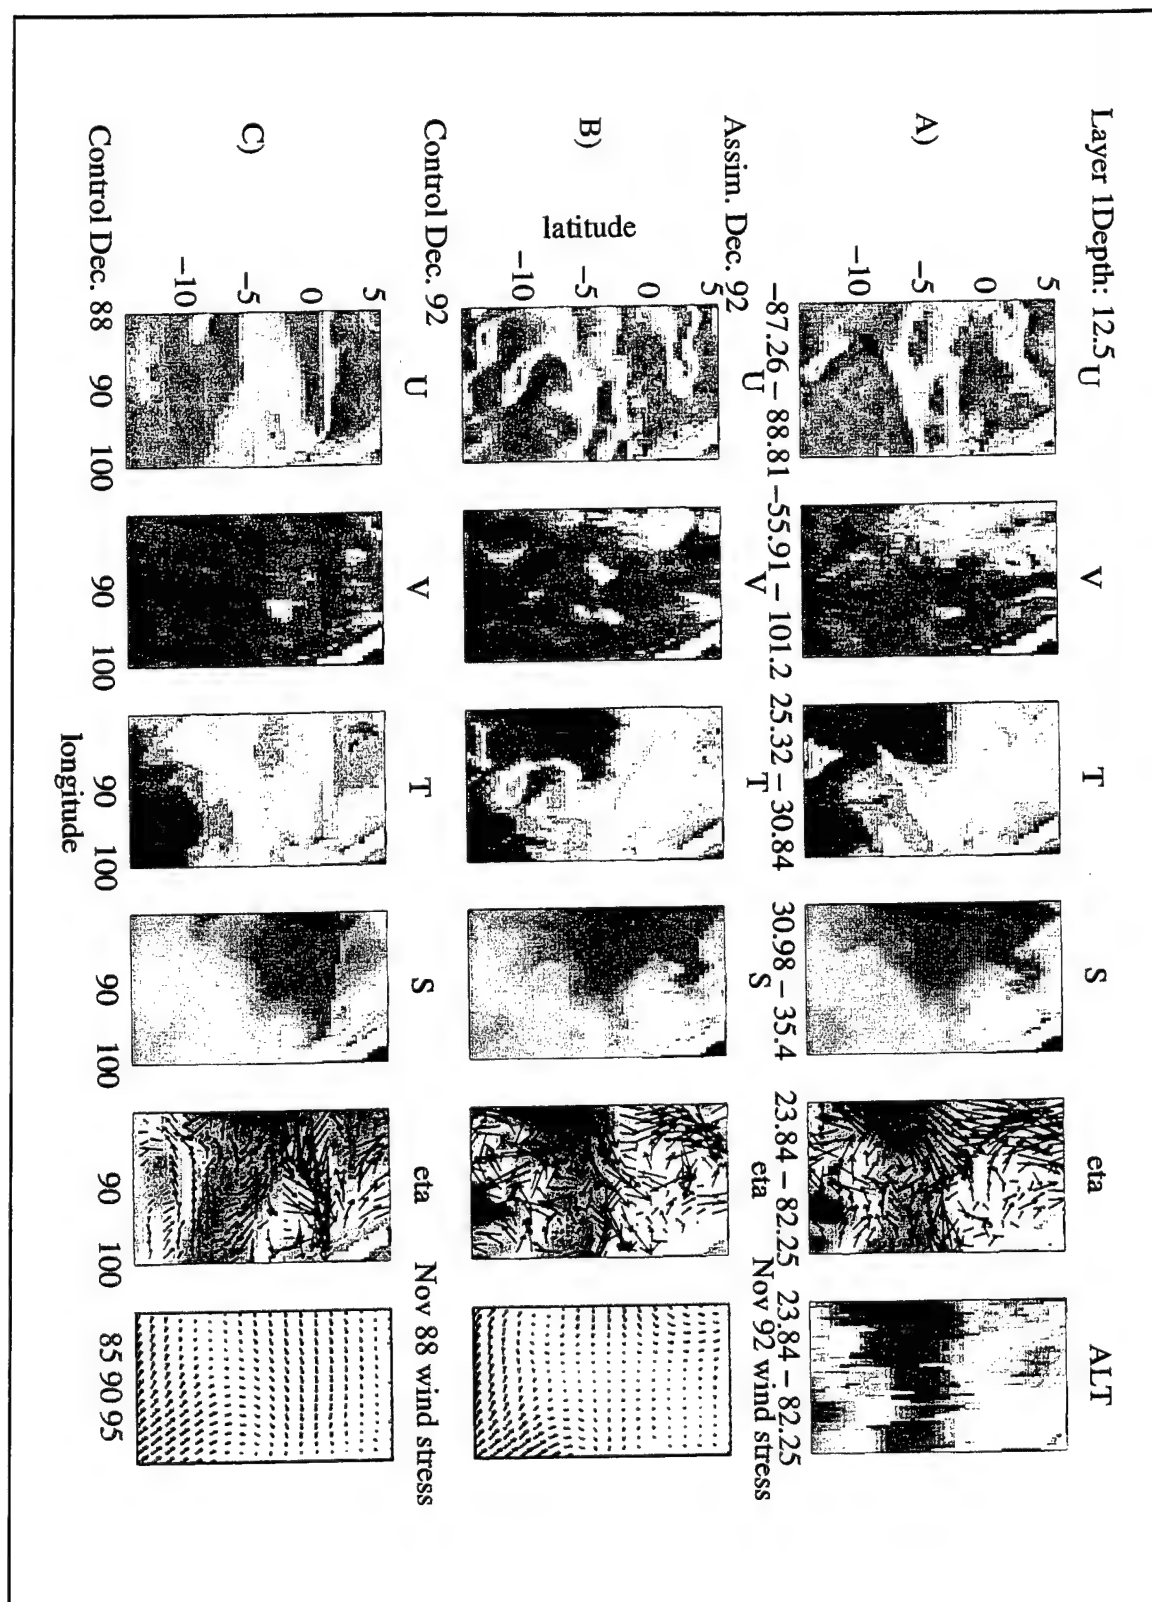 Layer 1Depth: 12.5
U V T S eta ALT
A)
5
0
−5
−10
Assim. Dec. 92
−87.26 − 88.81 −55.91 − 101.2 25.32 − 30.84 30.98 − 35.4 23.84 − 82.25 23.84 − 82.25
U V T S eta Nov 92 wind stress
B)
latitude
5
0
−5
−10
Control Dec. 92
U V T S eta Nov 88 wind stress
C)
5
0
−5
−10
Control Dec. 88
90 100 90 100 90 100 90 100 90 100 85 90 95
longitude